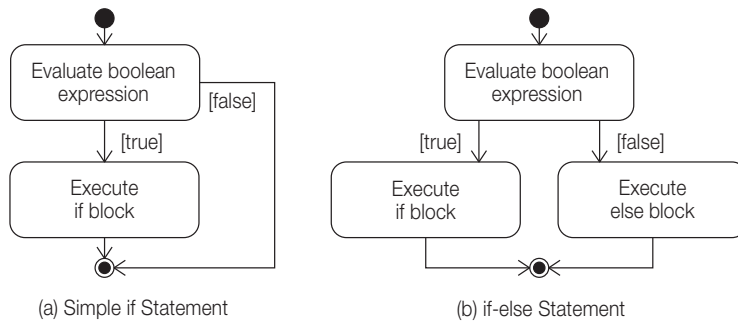 Evaluate boolean
expression
[false]
[true]
Execute
if block
(a) Simple if Statement
Evaluate boolean
expression
[true]
[false]
Execute
if block
Execute
else block
(b) if-else Statement